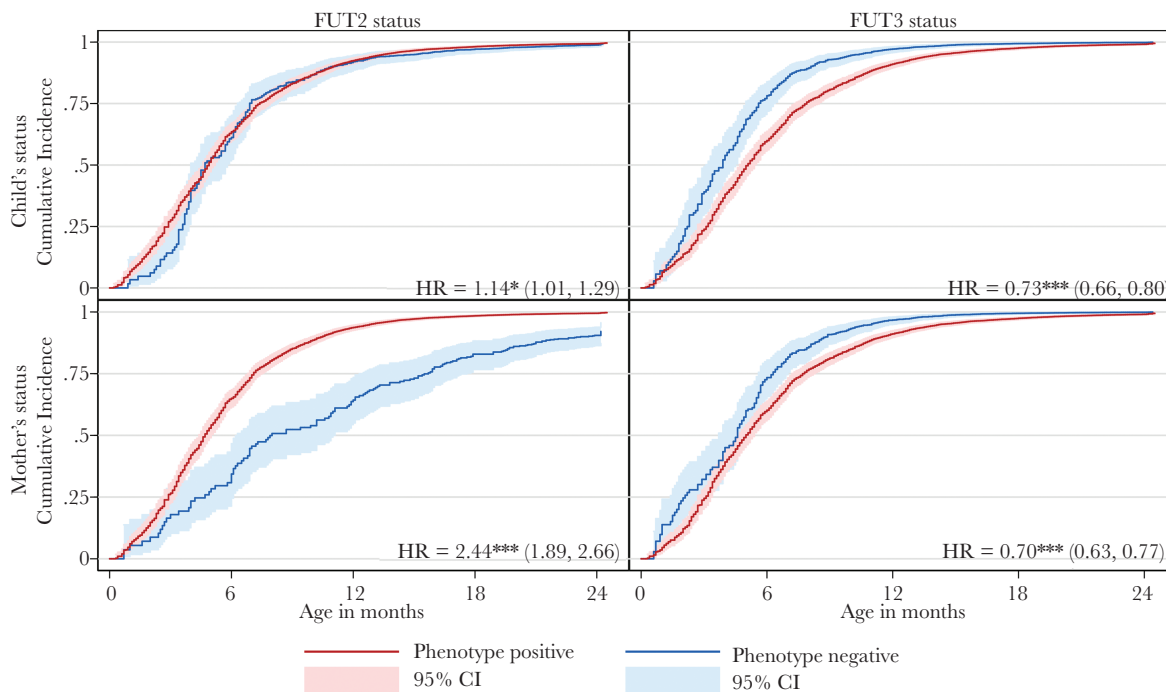 FUT2 status
FUT3 status
Child's status
Cumulative Incidence
1
.75
.5
.25
0
HR = 1.14* (1.01, 1.29)
HR = 0.73*** (0.66, 0.80)
Mother's status
Cumulative Incidence
1
.75
.5
.25
0
HR = 2.44*** (1.89, 2.66)
HR = 0.70*** (0.63, 0.77)
0 6 12 18 24
0 6 12 18 24
Age in months
Age in months
Phenotype positive
95% CI
Phenotype negative
95% CI